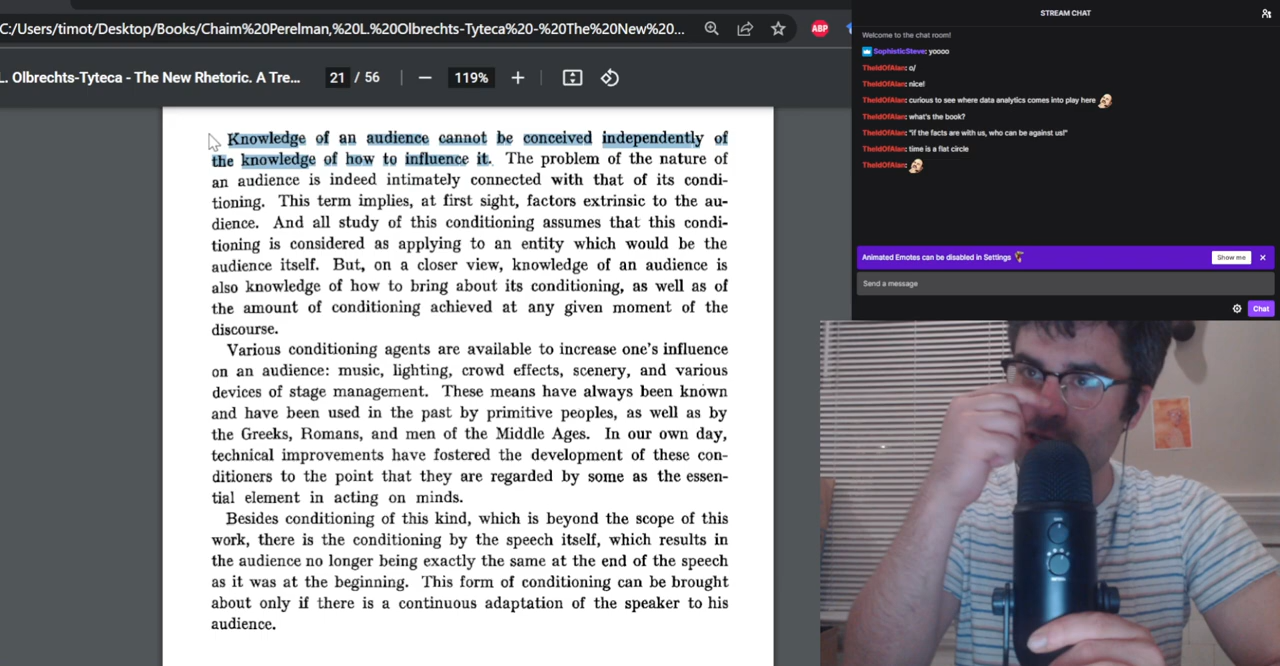 C:/Users/timot/Desktop/Books/Chaim%20Perelman,%20L.%20Olbrechts-Tyteca%20-%20The%20New%20...
ABP
L. Olbrechts-Tyteca - The New Rhetoric. A Tre...
21 / 56
— 119% +
Knowledge of an audience cannot be conceived independently of
the knowledge of how to influence it. The problem of the nature of
an audience is indeed intimately connected with that of its condi-
tioning. This term implies, at first sight, factors extrinsic to the au-
dience. And all study of this conditioning assumes that this condi-
tioning is considered as applying to an entity which would be the
audience itself. But, on a closer view, knowledge of an audience is
also knowledge of how to bring about its conditioning, as well as of
the amount of conditioning achieved at any given moment of the
discourse.
Various conditioning agents are available to increase one's influence
on an audience: music, lighting, crowd effects, scenery, and various
devices of stage management. These means have always been known
and have been used in the past by primitive peoples, as well as by
the Greeks, Romans, and men of the Middle Ages. In our own day,
technical improvements have fostered the development of these con-
ditioners to the point that they are regarded by some as the essen-
tial element in acting on minds.
Besides conditioning of this kind, which is beyond the scope of this
work, there is the conditioning by the speech itself, which results in
the audience no longer being exactly the same at the end of the speech
as it was at the beginning. This form of conditioning can be brought
about only if there is a continuous adaptation of the speaker to his
audience.
STREAM CHAT
Welcome to the chat room!
SophisticSteve: yoooo
TheIdOfAlan: o/
TheIdOfAlan: nice!
TheIdOfAlan: curious to see where data analytics comes into play here
TheIdOfAlan: what's the book?
TheIdOfAlan: "if the facts are with us, who can be against us!"
TheIdOfAlan: time is a flat circle
TheIdOfAlan:
Animated Emotes can be disabled in Settings
Show me
Send a message
Chat